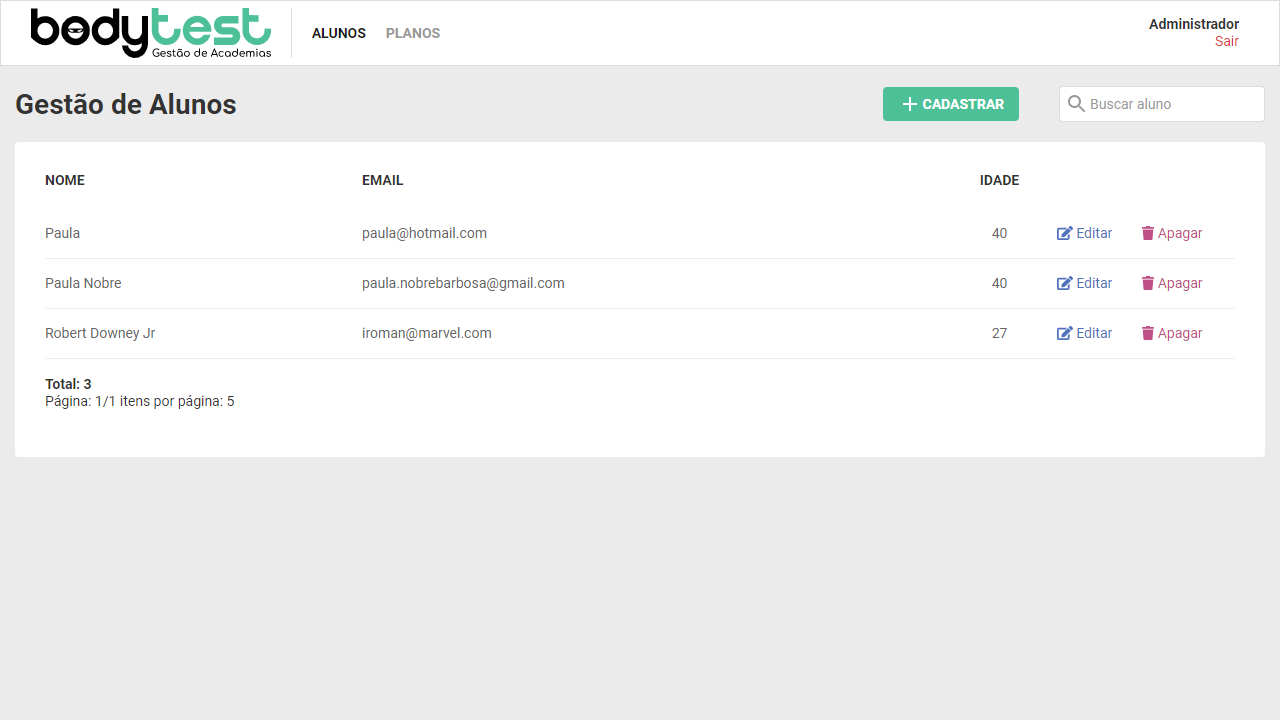 bodytest
Gestão de Academias
ALUNOS PLANOS
Administrador
Sair
Gestão de Alunos
CADASTRAR
Buscar aluno
NOME EMAIL IDADE
Paula paula@hotmail.com 40 Editar Apagar
Paula Nobre paula.nobrebarbosa@gmail.com 40 Editar Apagar
Robert Downey Jr iroman@marvel.com 27 Editar Apagar
Total: 3
Página: 1/1 itens por página: 5